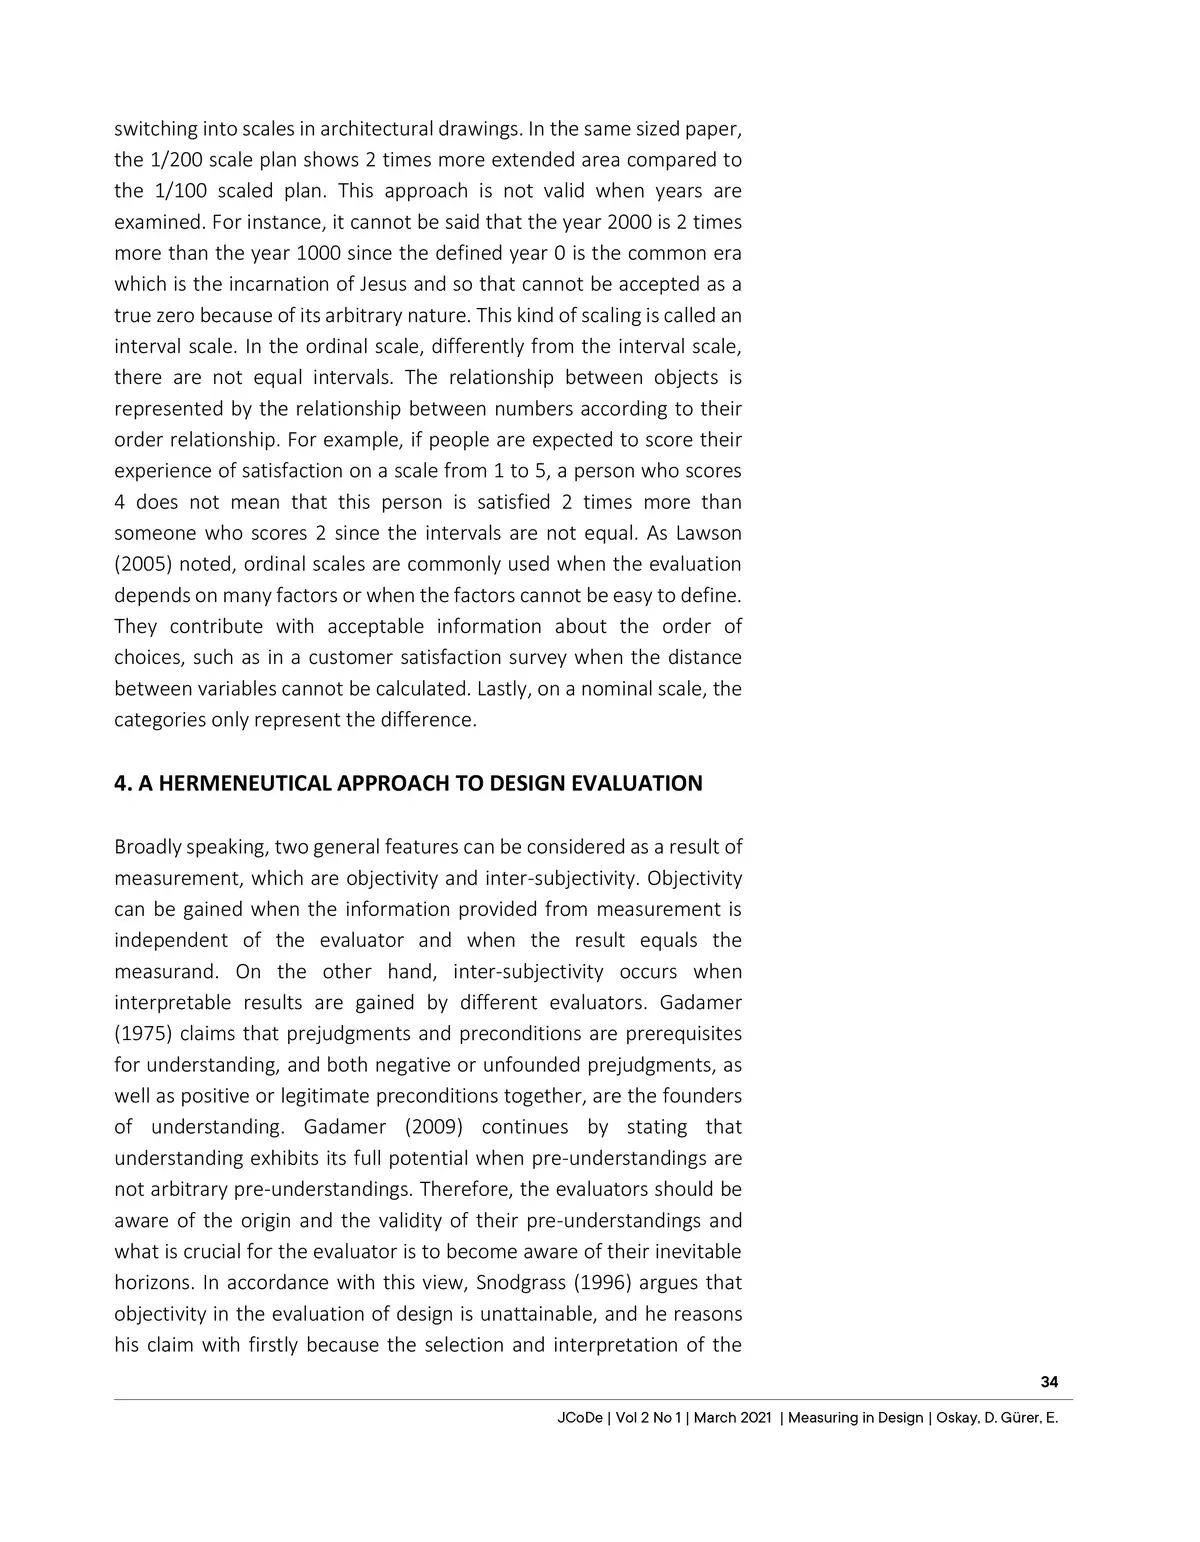 switching into scales in architectural drawings. In the same sized paper,
the 1/200 scale plan shows 2 times more extended area compared to
the 1/100 scaled plan. This approach is not valid when years are
examined. For instance, it cannot be said that the year 2000 is 2 times
more than the year 1000 since the defined year 0 is the common era
which is the incarnation of Jesus and so that cannot be accepted as a
true zero because of its arbitrary nature. This kind of scaling is called an
interval scale. In the ordinal scale, differently from the interval scale,
there are not equal intervals. The relationship between objects is
represented by the relationship between numbers according to their
order relationship. For example, if people are expected to score their
experience of satisfaction on a scale from 1 to 5, a person who scores
4 does not mean that this person is satisfied 2 times more than
someone who scores 2 since the intervals are not equal. As Lawson
(2005) noted, ordinal scales are commonly used when the evaluation
depends on many factors or when the factors cannot be easy to define.
They contribute with acceptable information about the order of
choices, such as in a customer satisfaction survey when the distance
between variables cannot be calculated. Lastly, on a nominal scale, the
categories only represent the difference.
4. A HERMENEUTICAL APPROACH TO DESIGN EVALUATION
Broadly speaking, two general features can be considered as a result of
measurement, which are objectivity and inter-subjectivity. Objectivity
can be gained when the information provided from measurement is
independent of the evaluator and when the result equals the
measurand. On the other hand, inter-subjectivity occurs when
interpretable results are gained by different evaluators. Gadamer
(1975) claims that prejudgments and preconditions are prerequisites
for understanding, and both negative or unfounded prejudgments, as
well as positive or legitimate preconditions together, are the founders
of understanding. Gadamer (2009) continues by stating that
understanding exhibits its full potential when pre-understandings are
not arbitrary pre-understandings. Therefore, the evaluators should be
aware of the origin and the validity of their pre-understandings and
what is crucial for the evaluator is to become aware of their inevitable
horizons. In accordance with this view, Snodgrass (1996) argues that
objectivity in the evaluation of design is unattainable, and he reasons
his claim with firstly because the selection and interpretation of the
34
JCoDe | Vol 2 No 1 | March 2021 | Measuring in Design | Oskay, D. Gürer, E.